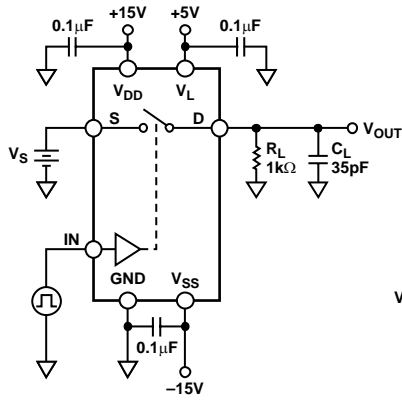 +15V
+5V
0.1µF
0.1µF
VDD
VL
S
D
VOUT
VS
RL
1kΩ
CL
35pF
IN
GND
VSS
0.1µF
–15V
V